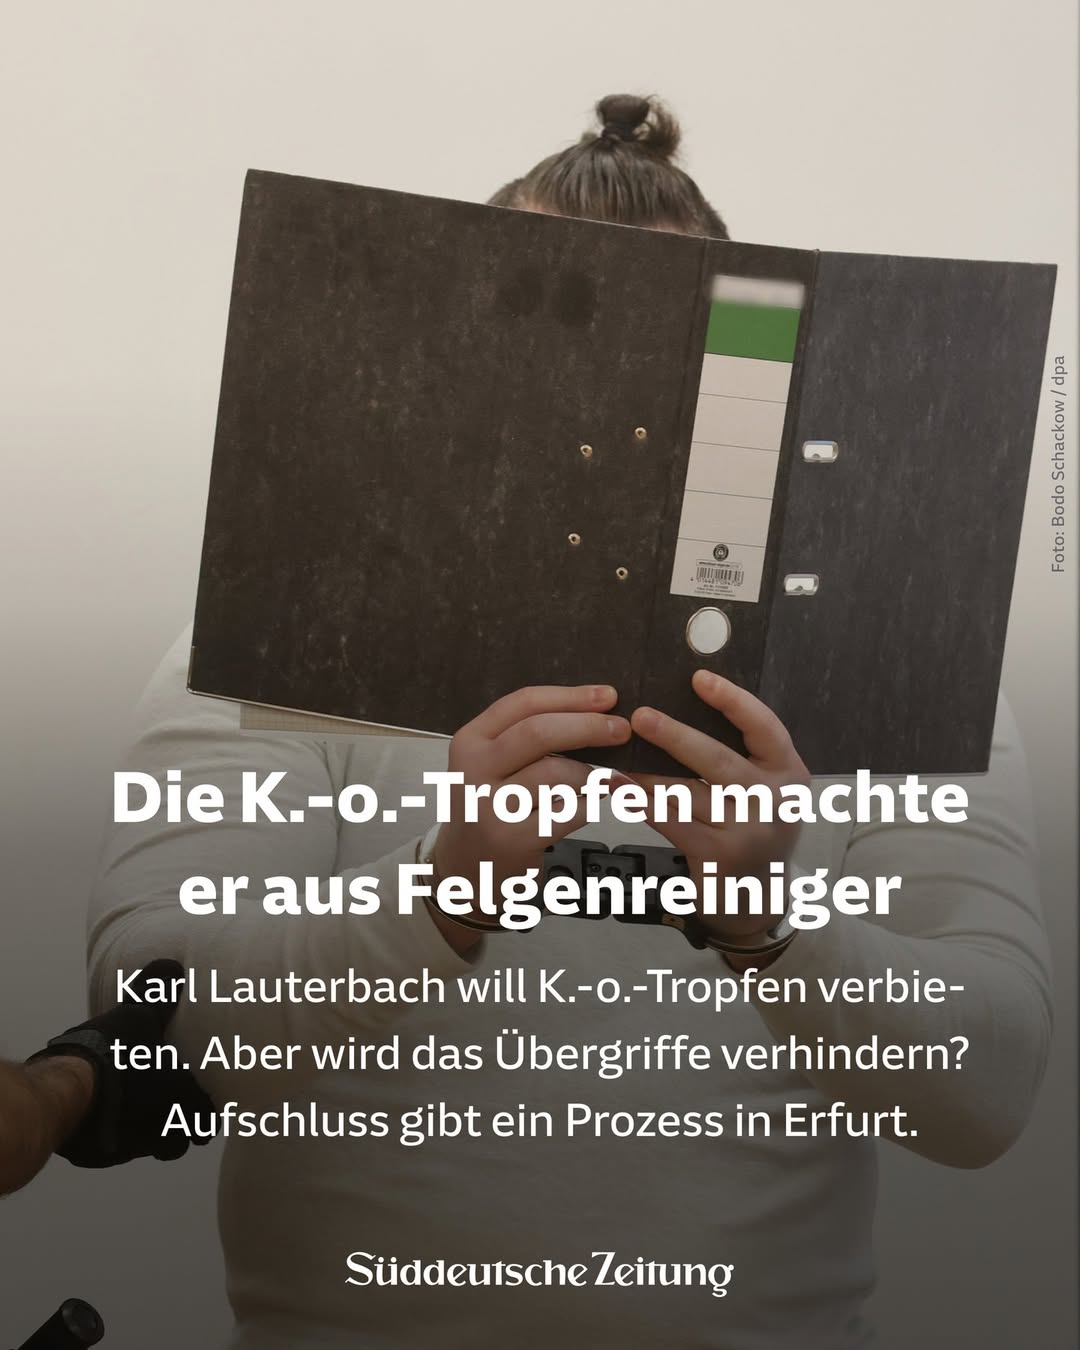 Foto: Bodo Schackow / dpa
Die K.-o.-Tropfen machte
er aus Felgenreiniger
Karl Lauterbach will K.-o.-Tropfen verbie-
ten. Aber wird das Übergriffe verhindern?
Aufschluss gibt ein Prozess in Erfurt.
Süddeutsche Zeitung